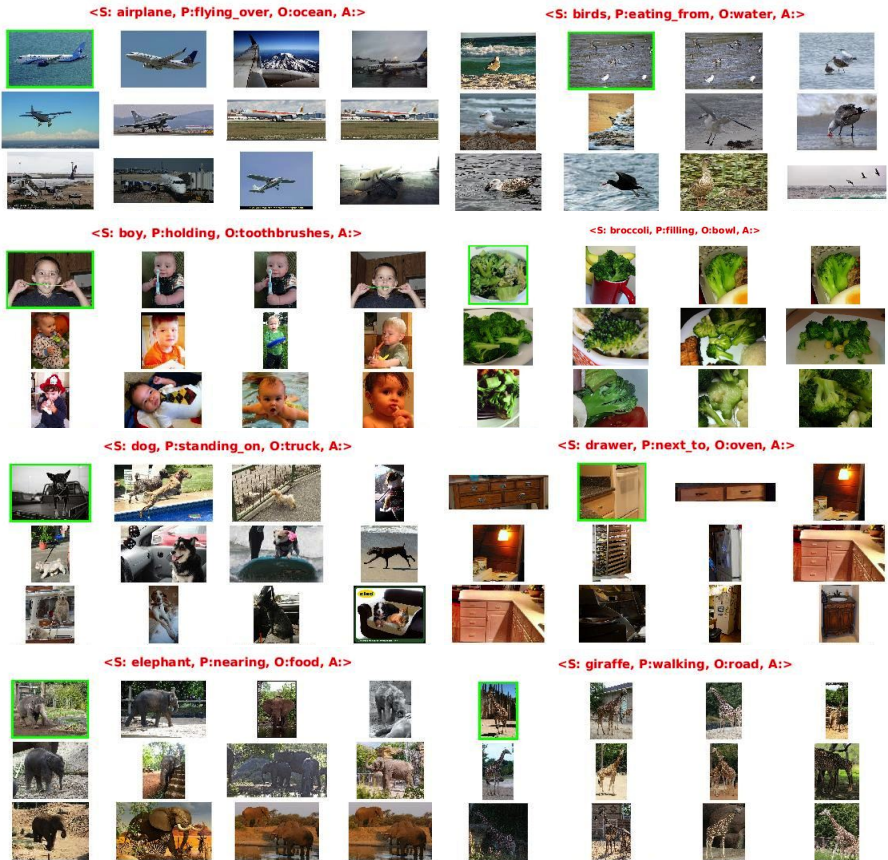 <S: airplane, P:flying_over, O:ocean, A:>
<S: birds, P:eating_from, O:water, A:>
<S: boy, P:holding, O:toothbrushes, A:>
<S: broccoli, P:filling, O:bowl, A:>
<S: dog, P:standing_on, O:truck, A:>
<S: drawer, P:next_to, O:oven, A:>
<S: elephant, P:nearing, O:food, A:>
<S: giraffe, P:walking, O:road, A:>